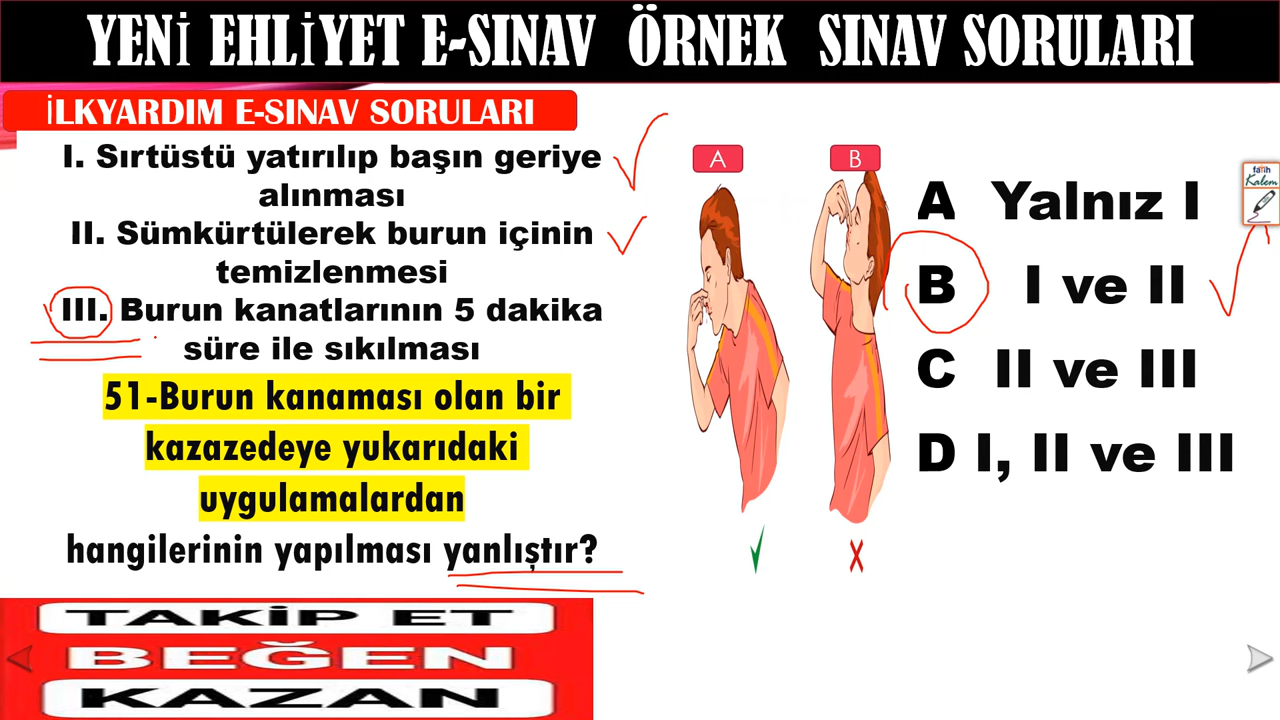 YENİ EHLİYET E-SINAV ÖRNEK SINAV SORULARI
İLKYARDIM E-SINAV SORULARI
I. Sırtüstü yatırılıp başın geriye
alınması
II. Sümkürtülerek burun içinin
temizlenmesi
III. Burun kanatlarının 5 dakika
süre ile sıkılması
51-Burun kanaması olan bir
kazazedeye yukarıdaki
uygulamalardan
hangilerinin yapılması yanlıştır?
TAKİP ET
BEĞEN
KAZAN
A
B
A Yalnız I
B I ve II
C II ve III
D I, II ve III
fatih
Kalem